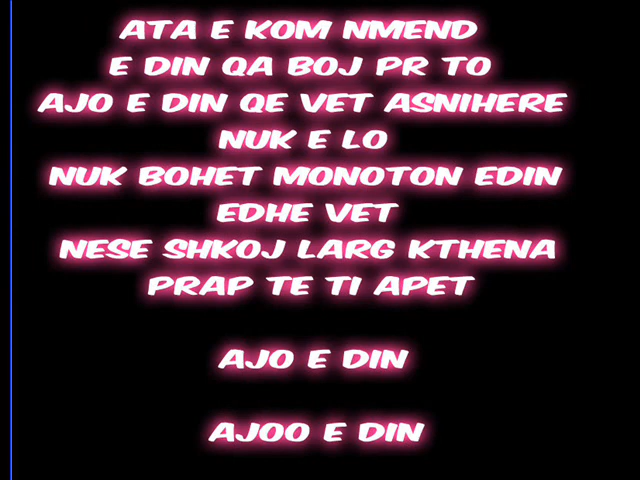 ATA E KOM NMEND
E DIN QA BOJ PR TO
AJO E DIN QE VET ASNIHERE
NUK E LO
NUK BOHET MONOTON EDIN
EDHE VET
NESE SHKOJ LARG KTHENA
PRAP TE TI APET
AJO E DIN
AJOO E DIN